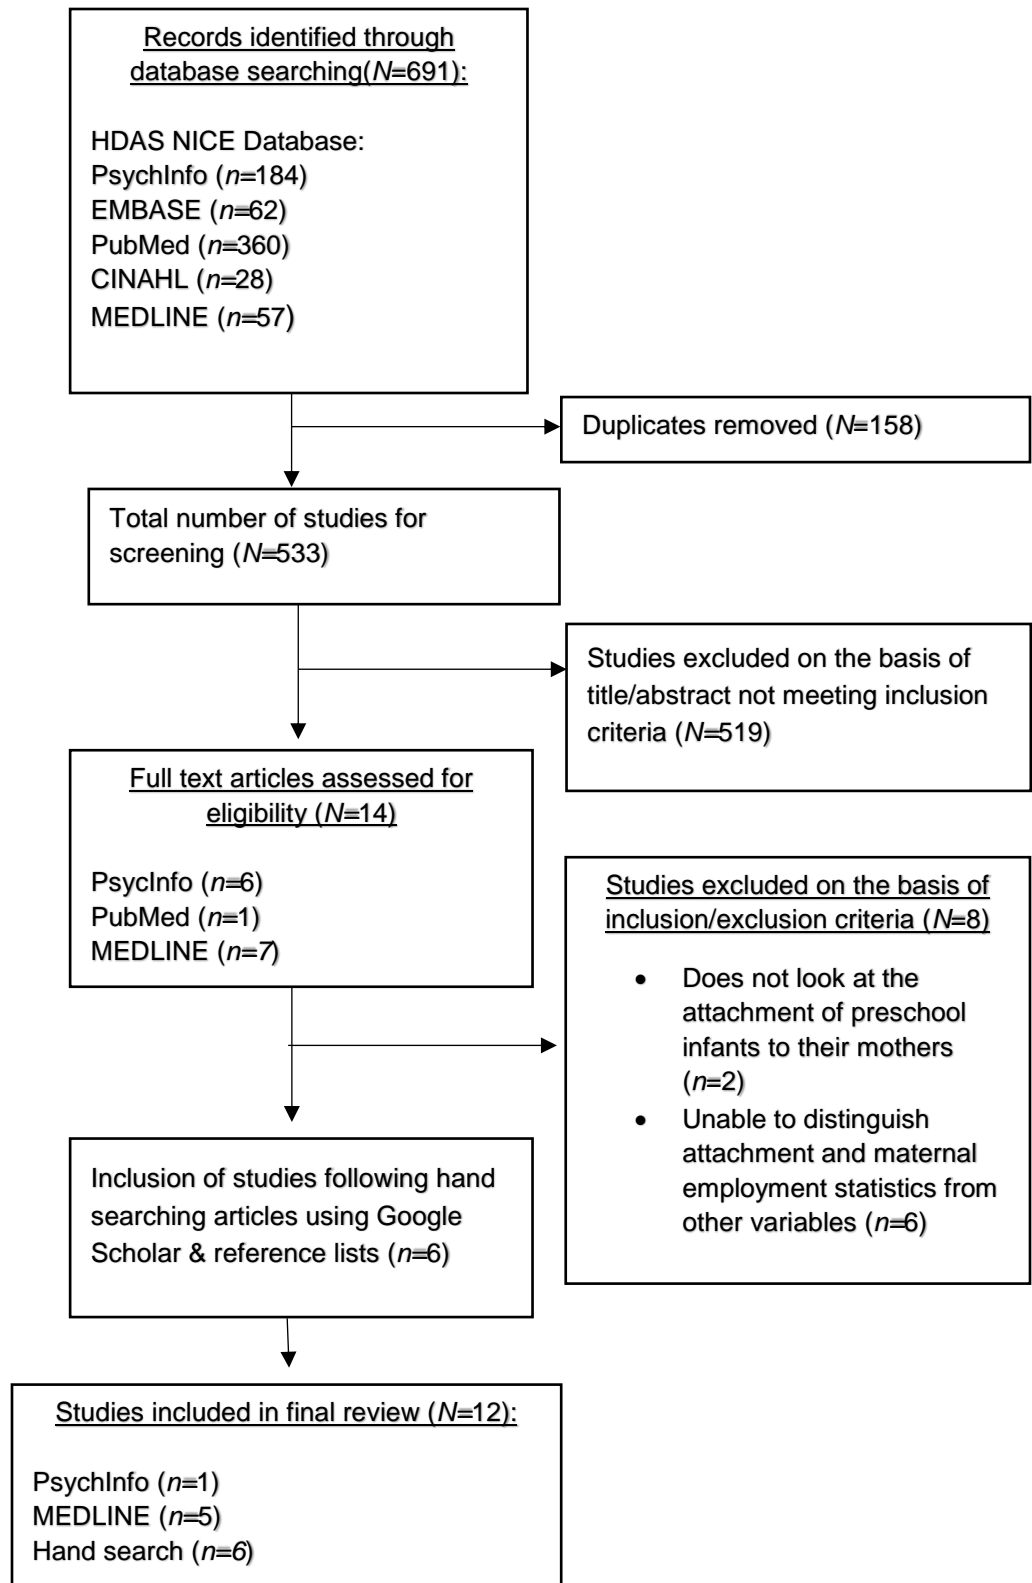 Records identified through
database searching(N=691):
HDAS NICE Database:
PsychInfo (n=184)
EMBASE (n=62)
PubMed (n=360)
CINAHL (n=28)
MEDLINE (n=57)
Duplicates removed (N=158)
Total number of studies for
screening (N=533)
Studies excluded on the basis of
title/abstract not meeting inclusion
criteria (N=519)
Full text articles assessed for
eligibility (N=14)
PsycInfo (n=6)
PubMed (n=1)
MEDLINE (n=7)
Studies excluded on the basis of
inclusion/exclusion criteria (N=8)
• Does not look at the
attachment of preschool
infants to their mothers
(n=2)
• Unable to distinguish
attachment and maternal
employment statistics from
other variables (n=6)
Inclusion of studies following hand
searching articles using Google
Scholar & reference lists (n=6)
Studies included in final review (N=12):
PsychInfo (n=1)
MEDLINE (n=5)
Hand search (n=6)